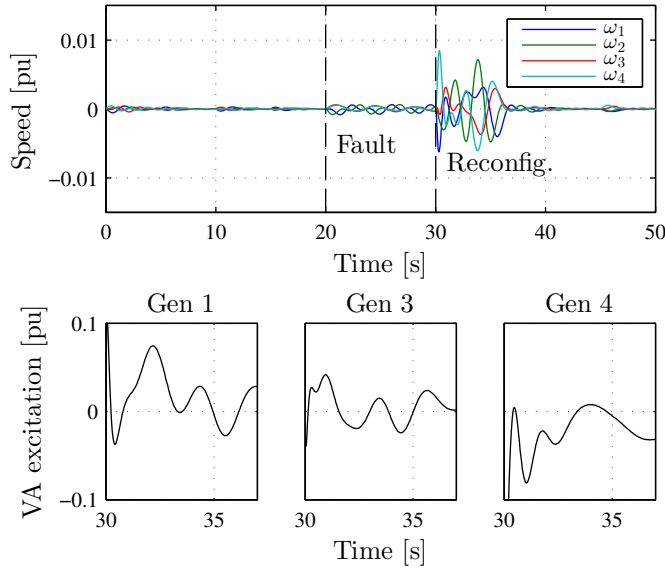 0.01
0
−0.01
Speed [pu]
ω1
ω2
ω3
ω4
Fault
Reconfig.
0 10 20 30 40 50
Time [s]
Gen 1 Gen 3 Gen 4
VA excitation [pu]
0.1
0
−0.1
30 35 30 35 30 35
Time [s]